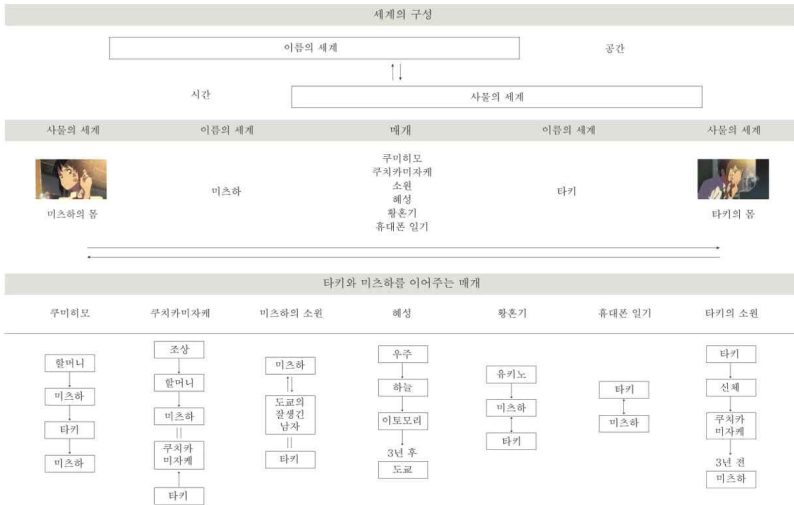 세계의 구성
이름의 세계
공간
시간
사물의 세계
사물의 세계
이름의 세계
매개
이름의 세계
사물의 세계
쿠미히모
쿠치카미자케
소원
혜성
황혼기
휴대폰 일기
미츠하
타키
미츠하의 몸
타키의 몸
타키와 미츠하를 이어주는 매개
쿠미히모
쿠치카미자케
미츠하의 소원
혜성
황혼기
휴대폰 일기
타키의 소원
할머니
미츠하
타키
미츠하
조상
할머니
미츠하
쿠치카
미자케
타키
미츠하
도쿄의
잘생긴
남자
타키
우주
하늘
이토모리
3년 후
도쿄
유키노
미츠하
타키
타키
미츠하
타키
신체
쿠치카
미자케
3년 전
미츠하